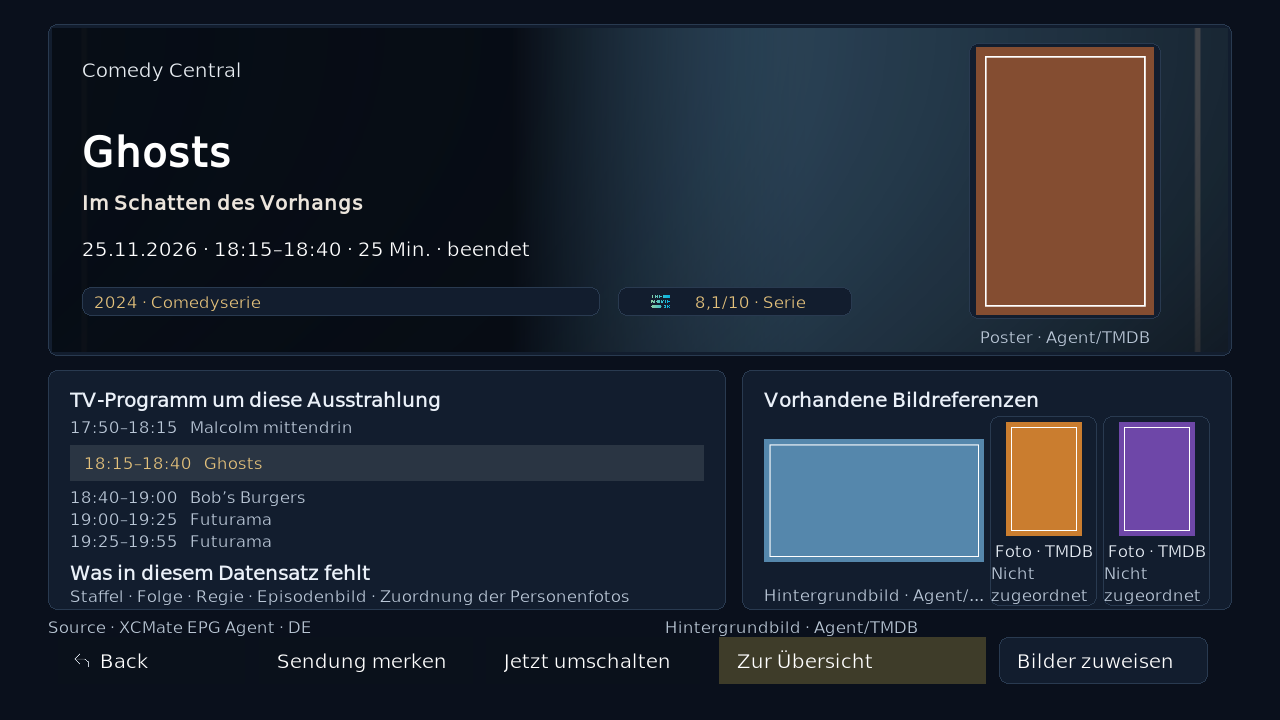 Comedy Central
Ghosts
Im Schatten des Vorhangs
25.11.2026 · 18:15–18:40 · 25 Min. · beendet
2024 · Comedyserie
8,1/10 · Serie
Poster · Agent/TMDB
TV-Programm um diese Ausstrahlung
17:50–18:15 Malcolm mittendrin
18:15–18:40 Ghosts
18:40–19:00 Bob’s Burgers
19:00–19:25 Futurama
19:25–19:55 Futurama
Was in diesem Datensatz fehlt
Staffel · Folge · Regie · Episodenbild · Zuordnung der Personenfotos
Vorhandene Bildreferenzen
Hintergrundbild · Agent/...
Foto · TMDB
Nicht
zugeordnet
Foto · TMDB
Nicht
zugeordnet
Source · XCMate EPG Agent · DE
Hintergrundbild · Agent/TMDB
Back
Sendung merken
Jetzt umschalten
Zur Übersicht
Bilder zuweisen